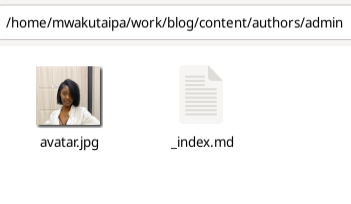 /home/mwakutaipa/work/blog/content/authors/admin
avatar.jpg
_index.md